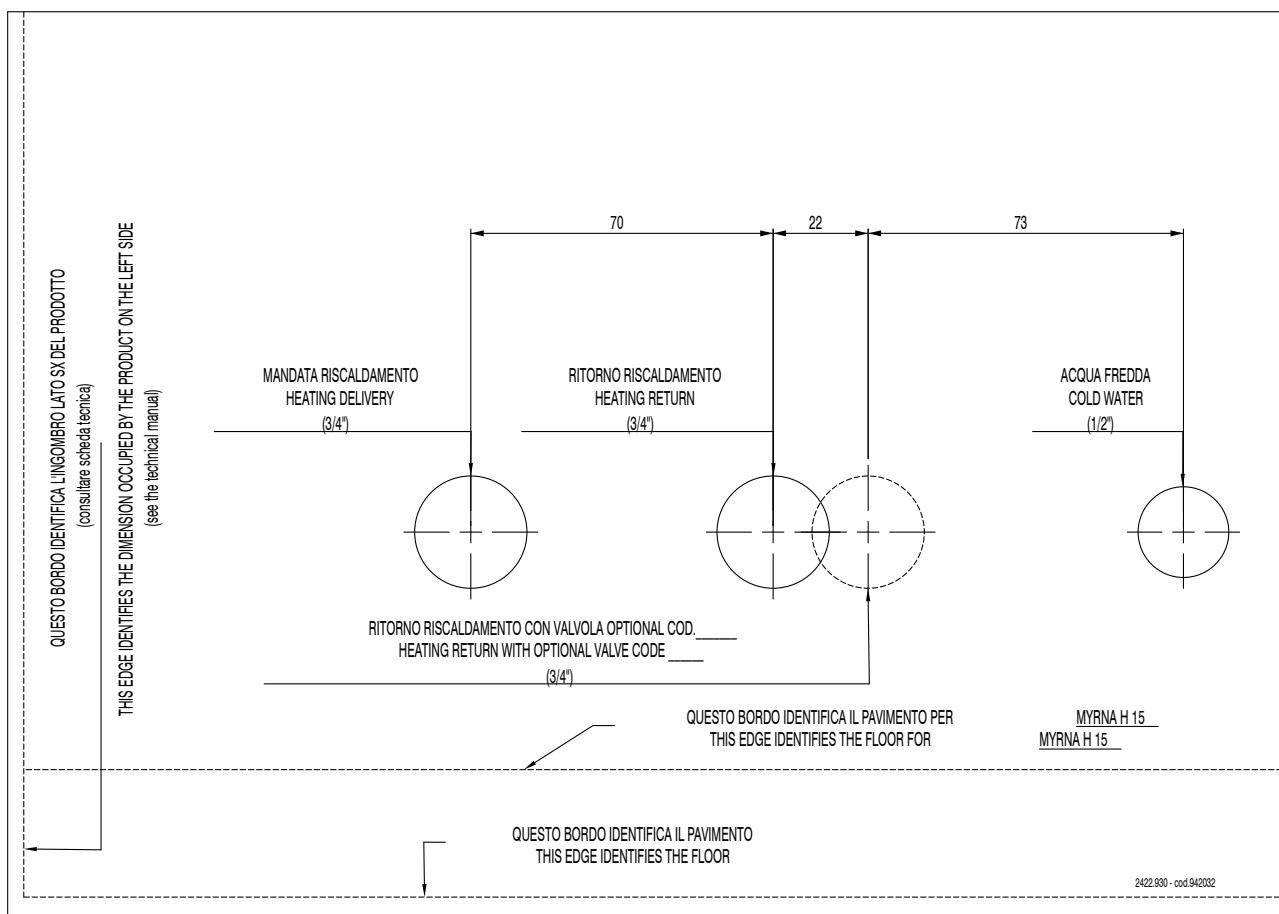 70
22
73
QUESTO BORDO IDENTIFICA L'INGOMBRO LATO SX DEL PRODOTTO
(consultare scheda tecnica)
THIS EDGE IDENTIFIES THE DIMENSION OCCUPIED BY THE PRODUCT ON THE LEFT SIDE
(see the technical manual)
MANDATA RISCALDAMENTO
HEATING DELIVERY
(3/4")
RITORNO RISCALDAMENTO
HEATING RETURN
(3/4")
ACQUA FREDDA
COLD WATER
(1/2")
RITORNO RISCALDAMENTO CON VALVOLA OPTIONAL COD.______
HEATING RETURN WITH OPTIONAL VALVE CODE _____
(3/4")
QUESTO BORDO IDENTIFICA IL PAVIMENTO PER MYRNA H 15
THIS EDGE IDENTIFIES THE FLOOR FOR MYRNA H 15
QUESTO BORDO IDENTIFICA IL PAVIMENTO
THIS EDGE IDENTIFIES THE FLOOR
2422.930 - cod.942032